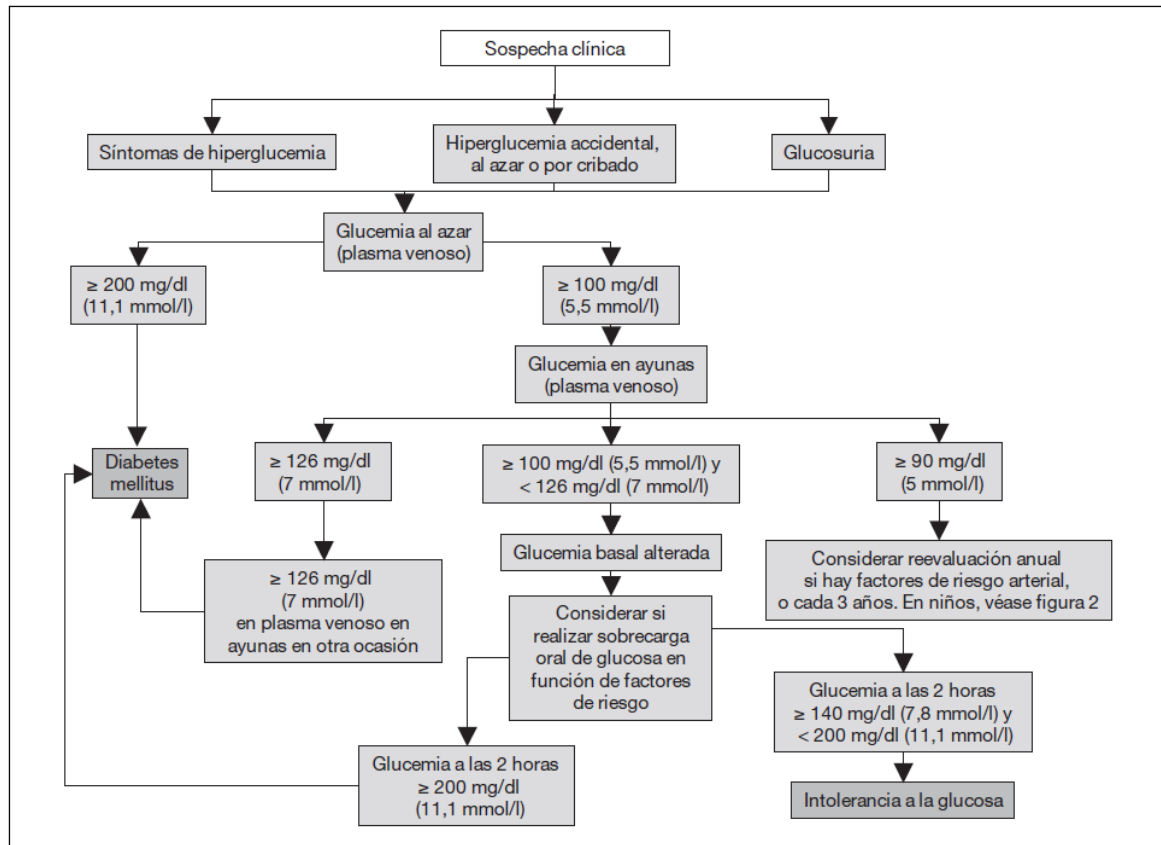 Sospecha clínica
Síntomas de hiperglucemia
Hiperglucemia accidental,
al azar o por cribado
Glucosuria
Glucemia al azar
(plasma venoso)
≥ 200 mg/dl
(11,1 mmol/l)
≥ 100 mg/dl
(5,5 mmol/l)
Glucemia en ayunas
(plasma venoso)
Diabetes
mellitus
≥ 126 mg/dl
(7 mmol/l)
≥ 100 mg/dl (5,5 mmol/l) y
< 126 mg/dl (7 mmol/l)
≥ 90 mg/dl
(5 mmol/l)
≥ 126 mg/dl
(7 mmol/l)
en plasma venoso en
ayunas en otra ocasión
Glucemia basal alterada
Considerar reevaluación anual
si hay factores de riesgo arterial,
o cada 3 años. En niños, véase figura 2
Considerar si
realizar sobrecarga
oral de glucosa en
función de factores
de riesgo
Glucemia a las 2 horas
≥ 140 mg/dl (7,8 mmol/l) y
< 200 mg/dl (11,1 mmol/l)
Glucemia a las 2 horas
≥ 200 mg/dl
(11,1 mmol/l)
Intolerancia a la glucosa